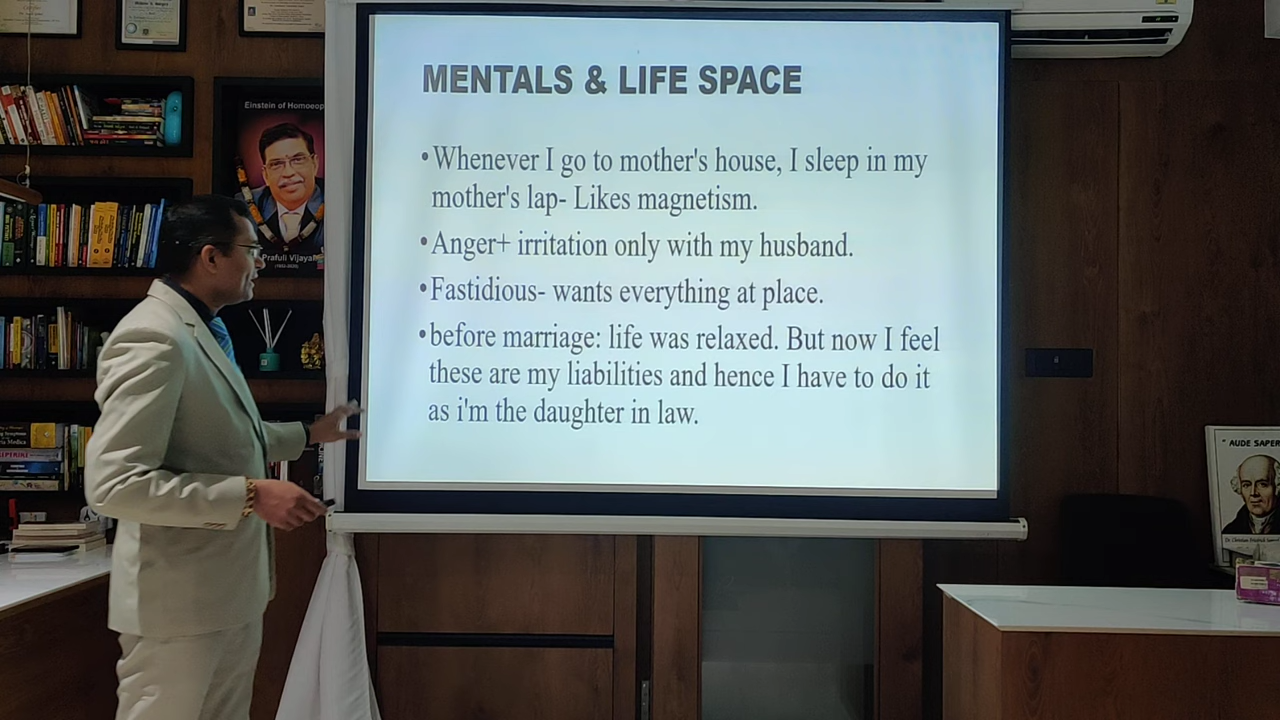 MENTALS & LIFE SPACE
•Whenever I go to mother's house, I sleep in my
mother's lap- Likes magnetism.
•Anger+ irritation only with my husband.
•Fastidious- wants everything at place.
•before marriage: life was relaxed. But now I feel
these are my liabilities and hence I have to do it
as i'm the daughter in law.
Einstein of Homoeop
Prafull Vijayak
" AUDE SAPER